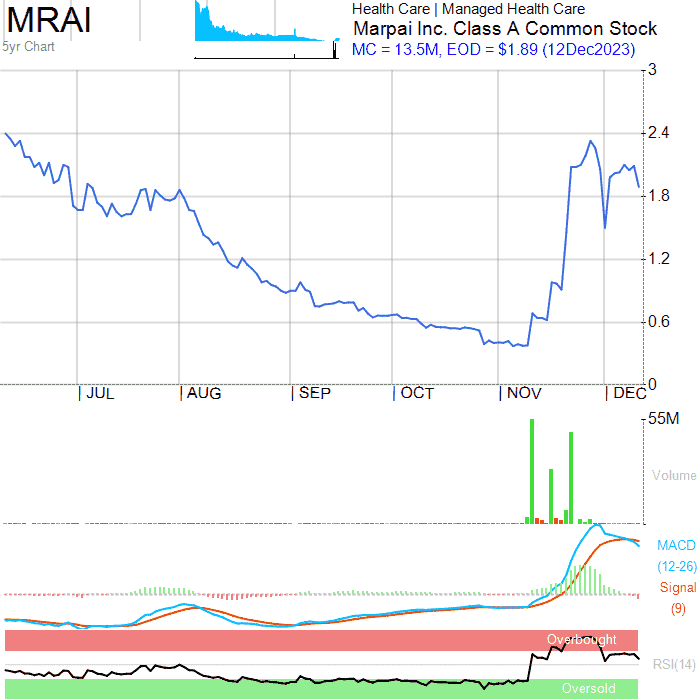 MRAI
5yr Chart
Health Care | Managed Health Care
Marpai Inc. Class A Common Stock
MC = 13.5M, EOD = $1.89 (12Dec2023)
3
2.4
1.8
1.2
0.6
0
| JUL | AUG | SEP | OCT | NOV | DEC
55M
Volume
MACD
(12-26)
Signal
(9)
Overbought
RSI(14)
Oversold